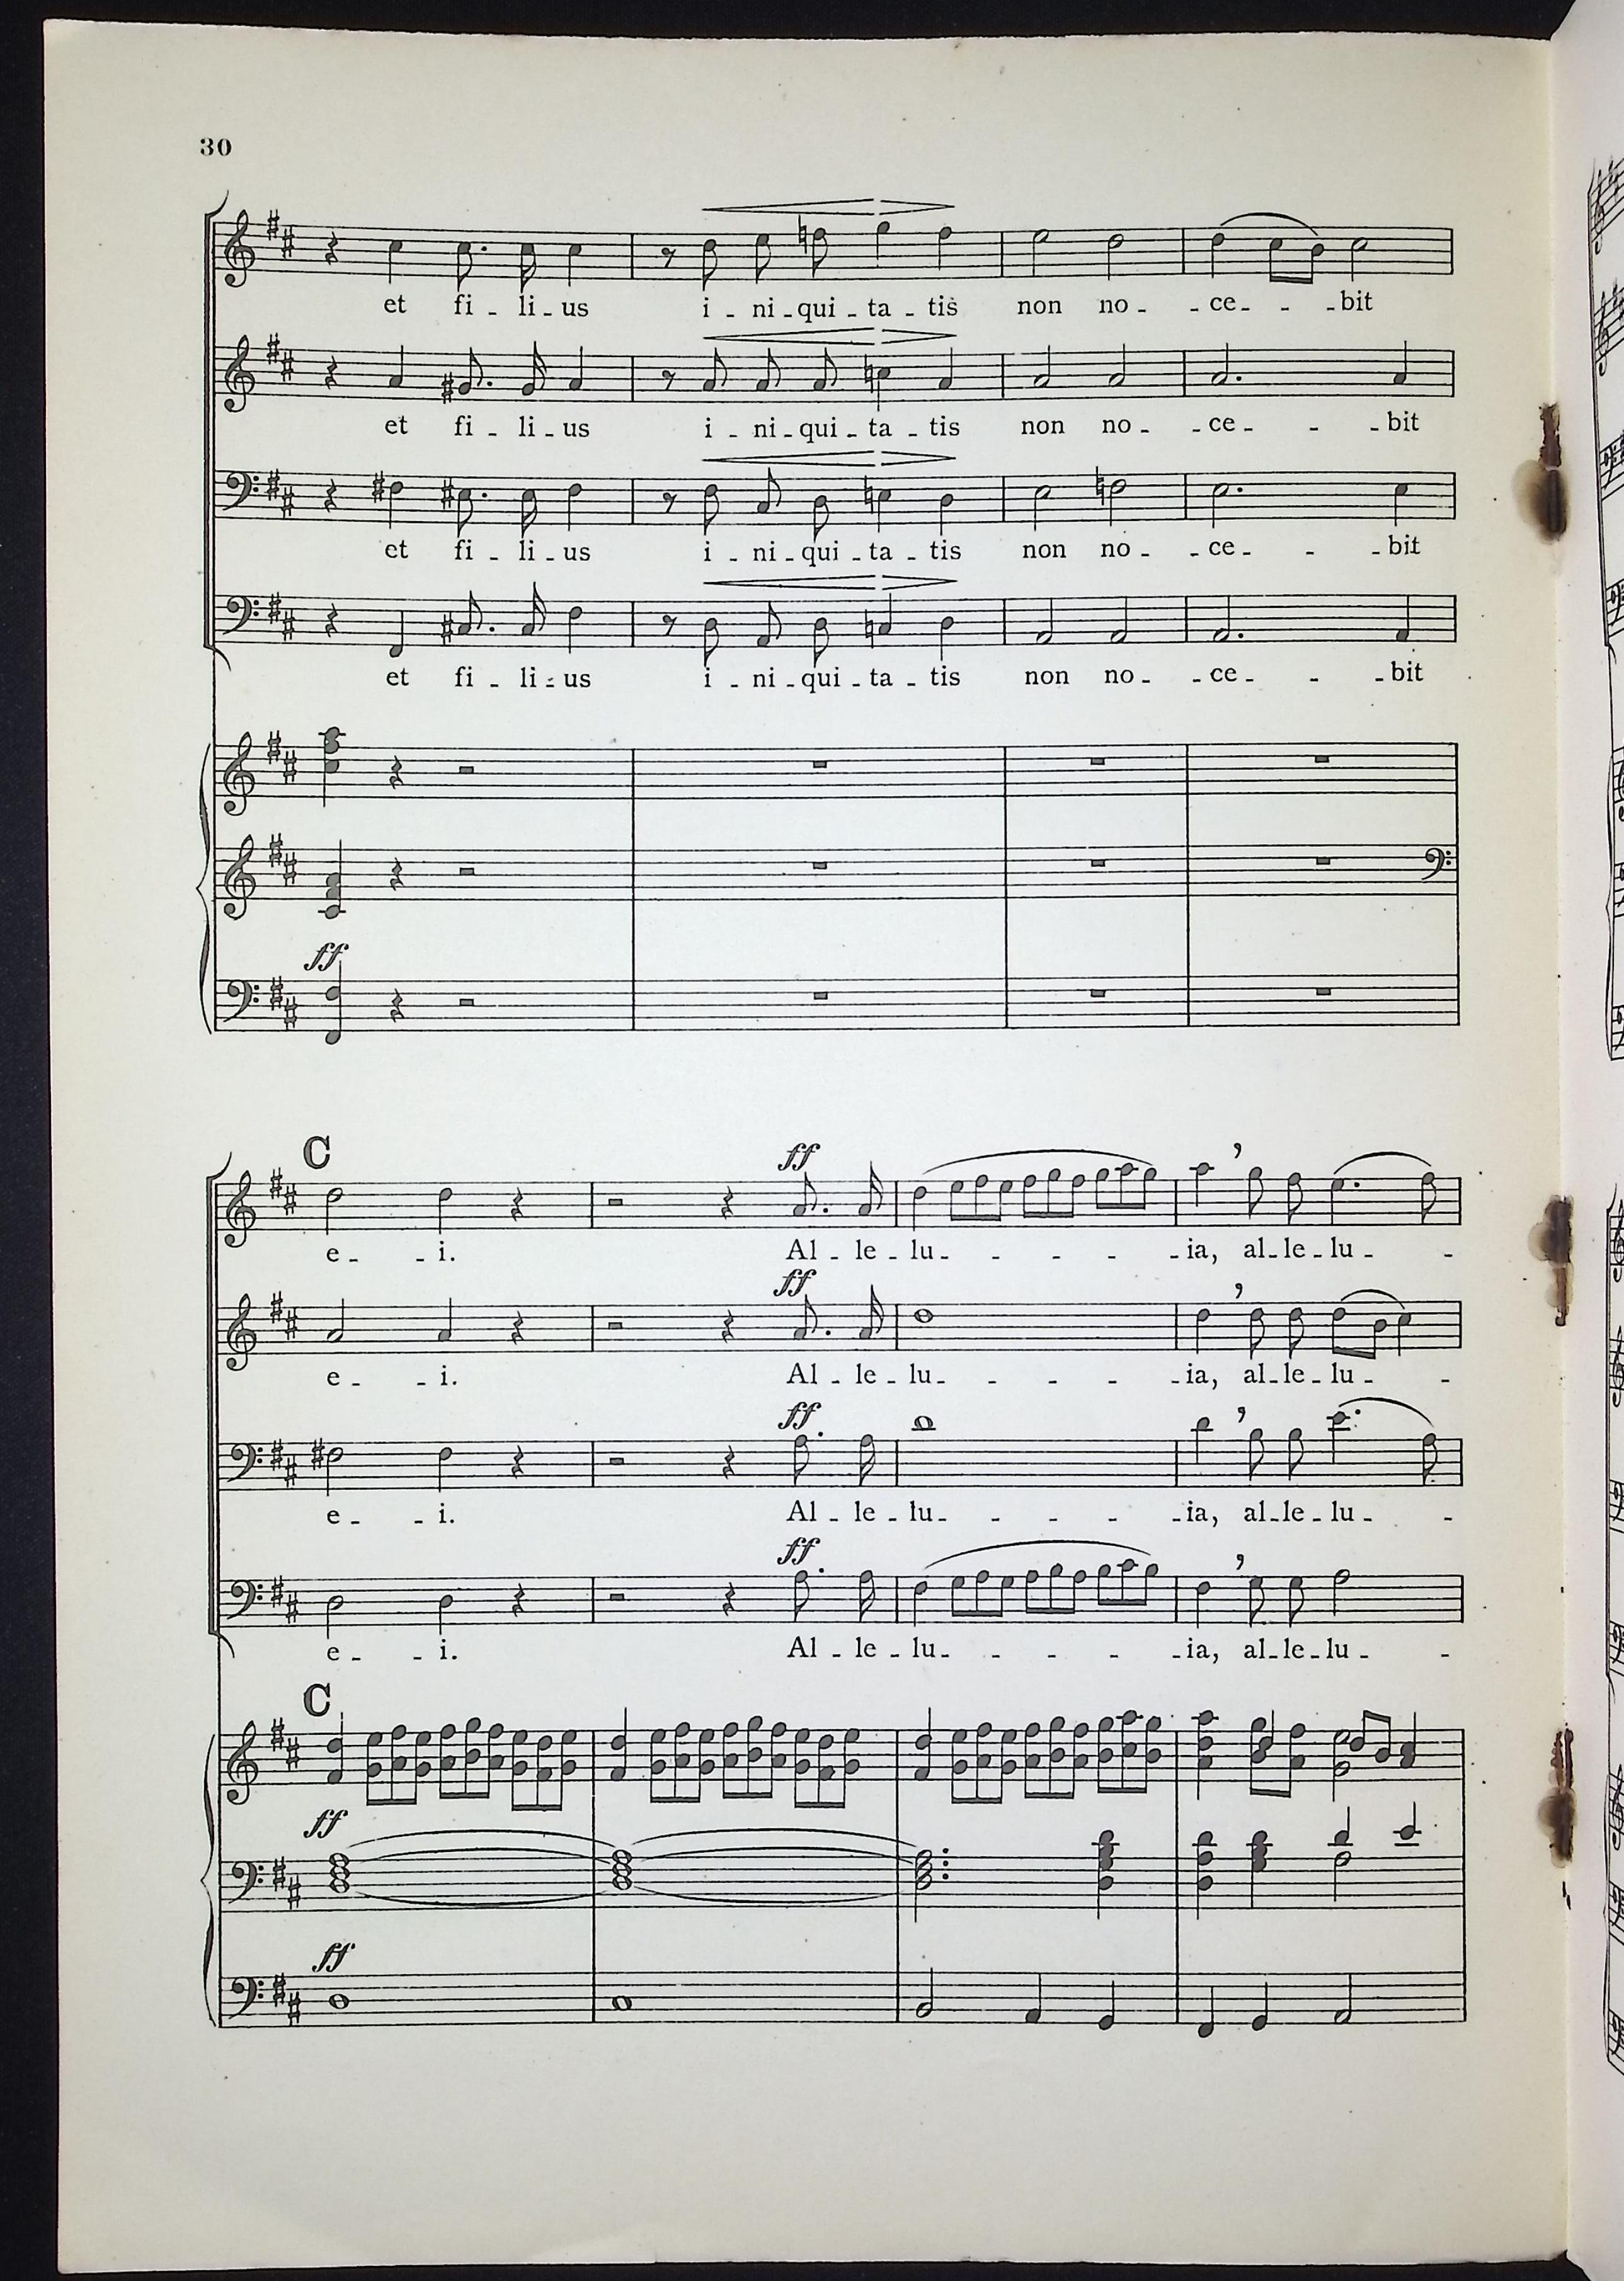 30
et fi - li - us i - ni - qui - ta - tis non no - - ce - - - bit
et fi - li - us i - ni - qui - ta - tis non no - - ce - - - bit
et fi - li - us i - ni - qui - ta - tis non no - - ce - - - bit
et fi - li - us i - ni - qui - ta - tis non no - - ce - - - bit
ff
C
ff
e - - i. Al - le - lu - - - - - ia, al - le - lu - -
ff
e - - i. Al - le - lu - - - - - ia, al - le - lu - -
ff
e - - i. Al - le - lu - - - - - ia, al - le - lu - -
ff
e - - i. Al - le - lu - - - - - ia, al - le - lu - -
C
ff
ff